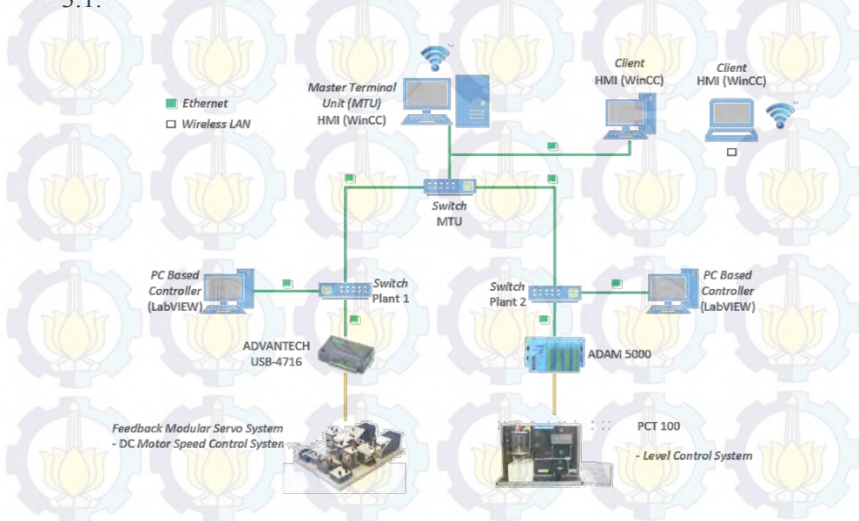 3.1.
Master Terminal
Unit (MTU)
HMI (WinCC)
Client
HMI (WinCC)
Client
HMI (WinCC)
Ethernet
Wireless LAN
Switch
MTU
PC Based
Controller
(LabVIEW)
Switch
Plant 1
Switch
Plant 2
PC Based
Controller
(LabVIEW)
ADVANTECH
USB-4716
ADAM 5000
Feedback Modular Servo System
- DC Motor Speed Control System
PCT 100
- Level Control System